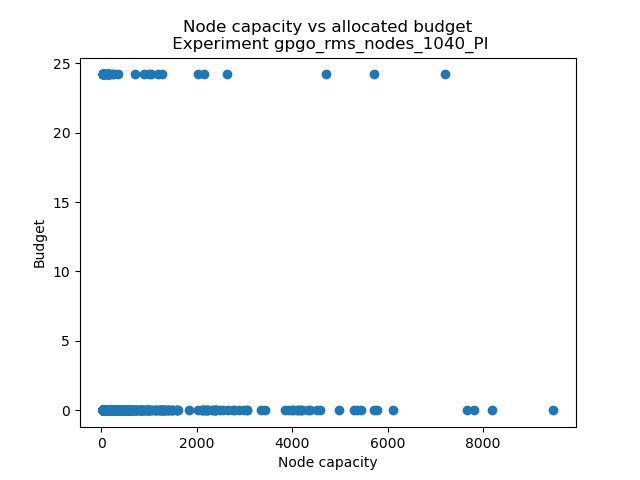 Node capacity vs allocated budget
Experiment gpgo_rms_nodes_1040_PI
25
20
15
10
5
0
Budget
0 2000 4000 6000 8000
Node capacity